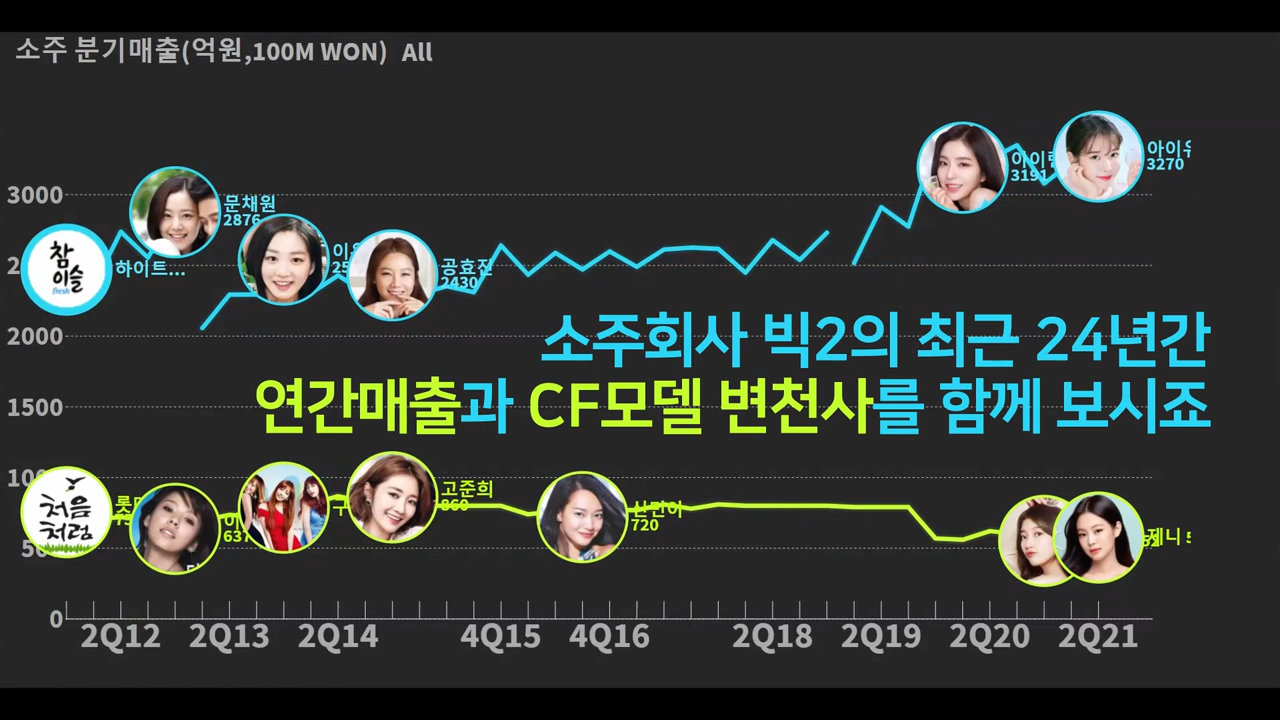 소주 분기매출(억원,100M WON) All
3000
2000
1500
0
참
이슬
fresh
하이트...
문채원
2876
공효진
2430
3191
3270
소주회사 빅2의 최근 24년간
연간매출과 CF모델 변천사를 함께 보시죠
처음
처럼
637
고준희
860
720
제니
2Q12
2Q13
2Q14
4Q15
4Q16
2Q18
2Q19
2Q20
2Q21